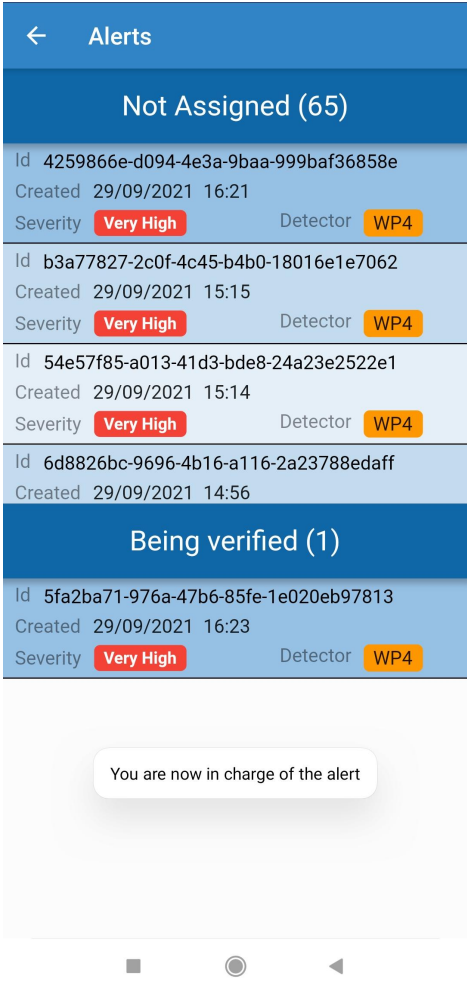 Alerts
Not Assigned (65)
Id 4259866e-d094-4e3a-9baa-999baf36858e
Created 29/09/2021 16:21
Severity Very High Detector WP4
Id b3a77827-2c0f-4c45-b4b0-18016e1e7062
Created 29/09/2021 15:15
Severity Very High Detector WP4
Id 54e57f85-a013-41d3-bde8-24a23e2522e1
Created 29/09/2021 15:14
Severity Very High Detector WP4
Id 6d8826bc-9696-4b16-a116-2a23788edaff
Created 29/09/2021 14:56
Being verified (1)
Id 5fa2ba71-976a-47b6-85fe-1e020eb97813
Created 29/09/2021 16:23
Severity Very High Detector WP4
You are now in charge of the alert